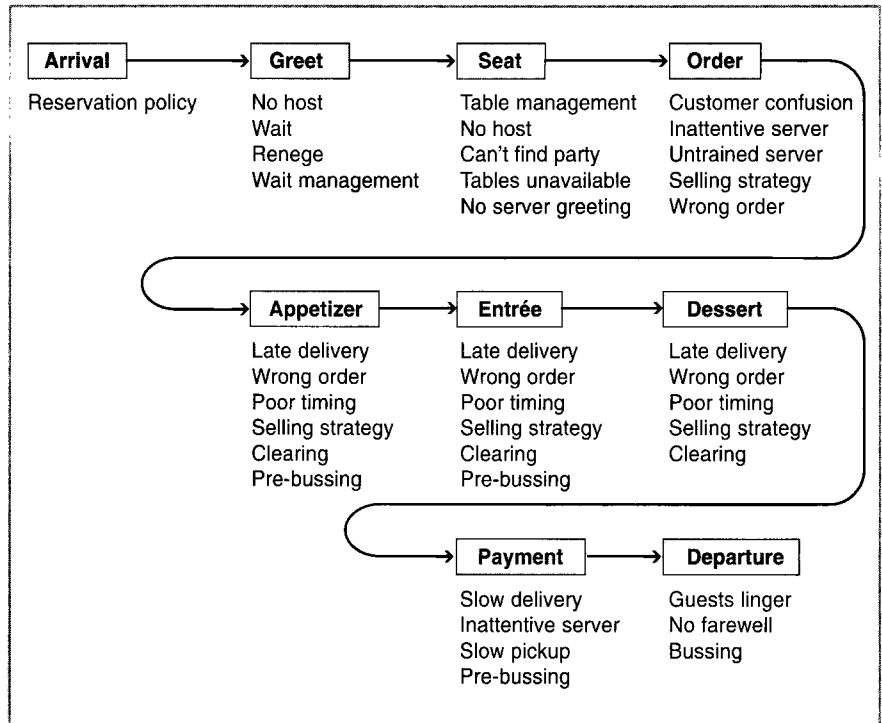 Arrival
Reservation policy
Greet
No host
Wait
Renege
Wait management
Seat
Table management
No host
Can't find party
Tables unavailable
No server greeting
Order
Customer confusion
Inattentive server
Untrained server
Selling strategy
Wrong order
Appetizer
Late delivery
Wrong order
Poor timing
Selling strategy
Clearing
Pre-bussing
Entrée
Late delivery
Wrong order
Poor timing
Selling strategy
Clearing
Pre-bussing
Dessert
Late delivery
Wrong order
Poor timing
Selling strategy
Clearing
Payment
Slow delivery
Inattentive server
Slow pickup
Pre-bussing
Departure
Guests linger
No farewell
Bussing